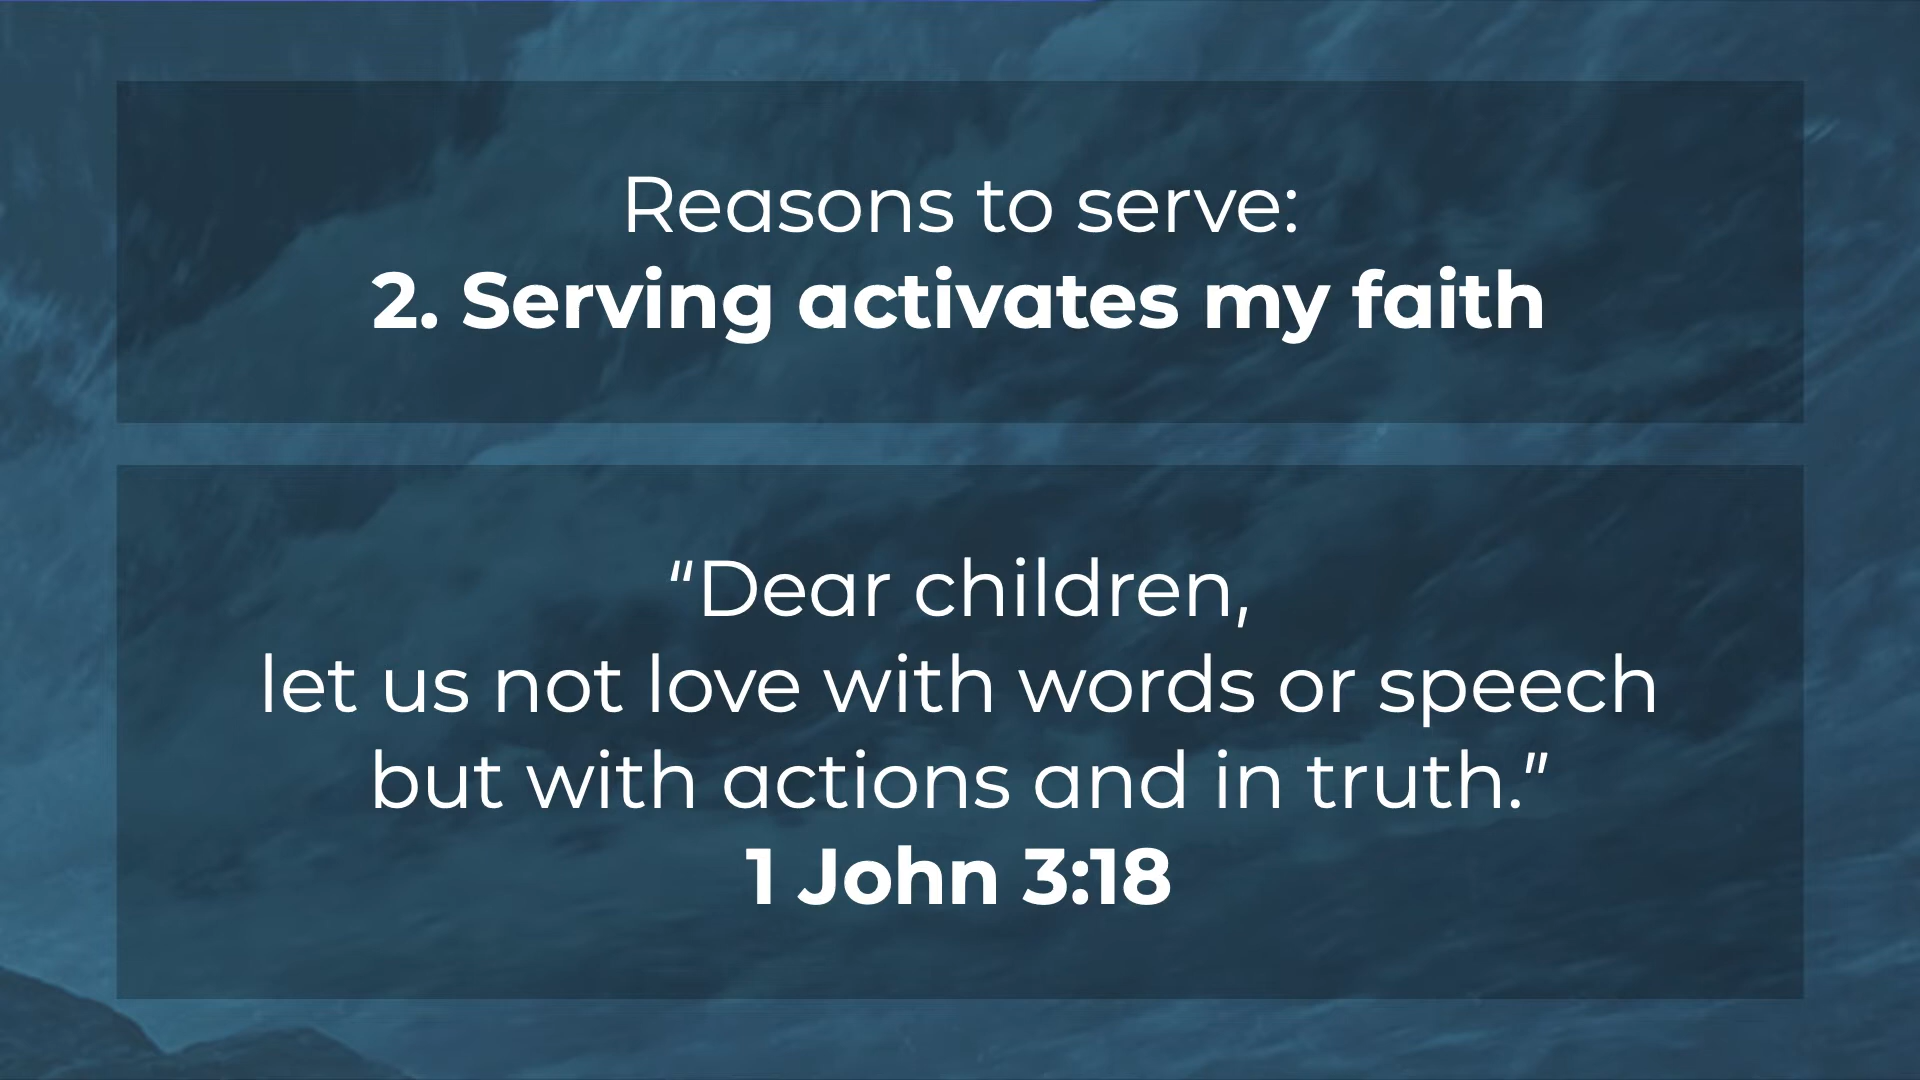 Reasons to serve:
2. Serving activates my faith
"Dear children,
let us not love with words or speech
but with actions and in truth."
1 John 3:18